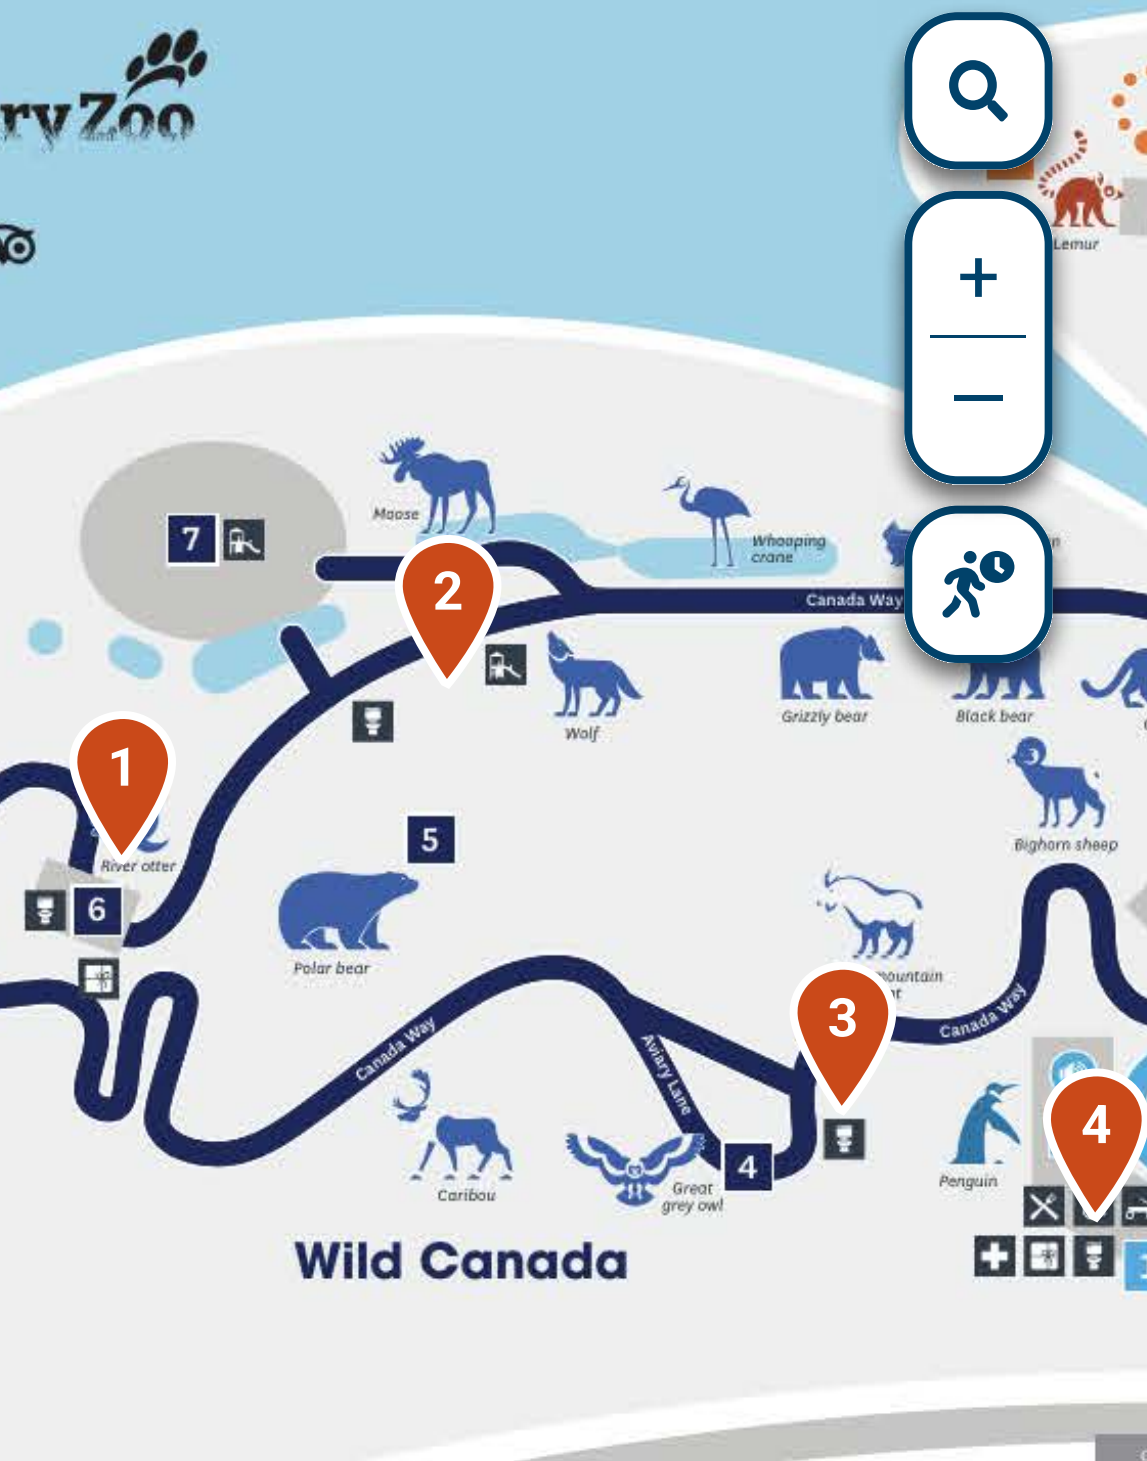 ry Zoo
Lemur
Moose
7
Whooping
crane
2
Canada Way
Wolf
Grizzly bear
Black bear
1
Bighorn sheep
River otter
5
6
Polar bear
mountain
3
Canada Way
Canada Way
Aviary Lane
4
Penguin
4
Great
grey owl
Caribou
Wild Canada